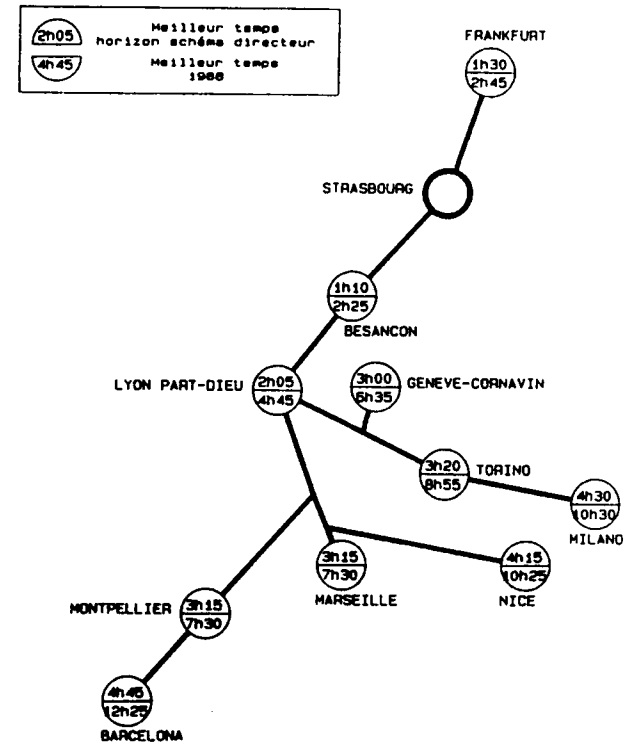 2h05 Meilleur temps
horizon schéma directeur
4h45 Meilleur temps
1988
FRANKFURT
1h30
2h45
STRASBOURG
1h10
2h25
BESANCON
LYON PART-DIEU
2h05
4h45
3h00
6h35
GENEVE-CORNAVIN
3h20
8h55
TORINO
4h30
10h30
MILANO
3h15
7h30
MARSEILLE
4h15
10h25
NICE
MONTPELLIER
3h15
7h30
4h45
12h25
BARCELONA